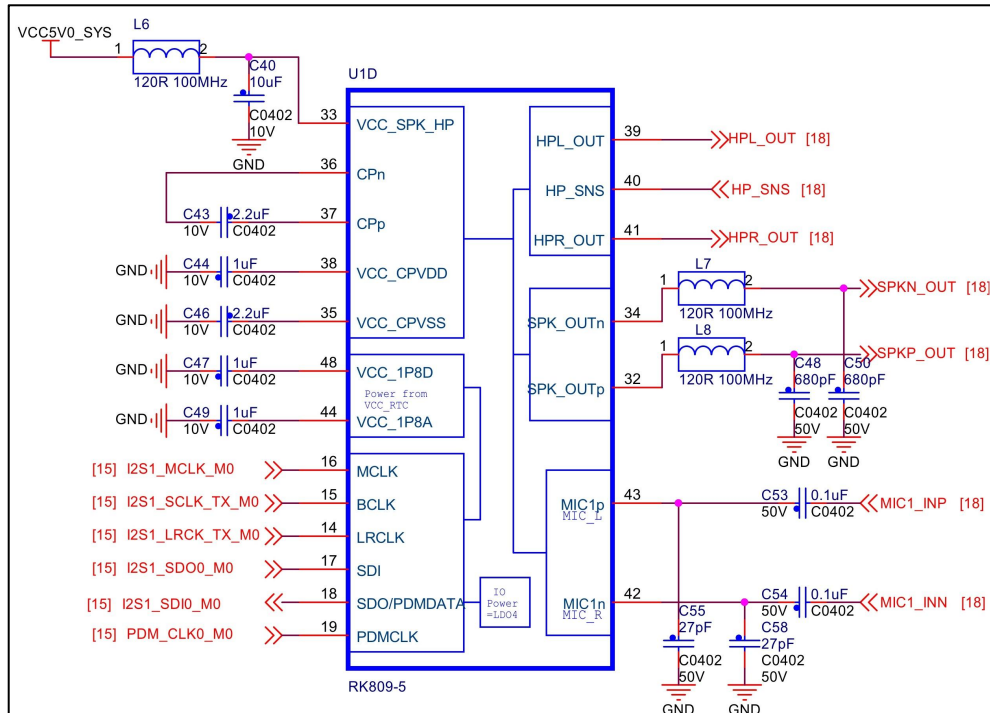 VCC5V0_SYS
L6
1
2
120R 100MHz
C40
10uF
C0402
10V
GND
U1D
33
VCC_SPK_HP
36
CPn
C43
2.2uF
10V
C0402
37
CPp
GND
C44
1uF
10V
C0402
38
VCC_CPVDD
GND
C46
2.2uF
10V
C0402
35
VCC_CPVSS
GND
C47
1uF
10V
C0402
48
VCC_1P8D
Power from
VCC_RTC
GND
C49
1uF
10V
C0402
44
VCC_1P8A
[15] I2S1_MCLK_M0
16
MCLK
[15] I2S1_SCLK_TX_M0
15
BCLK
[15] I2S1_LRCK_TX_M0
14
LRCLK
[15] I2S1_SDO0_M0
17
SDI
[15] I2S1_SDI0_M0
18
SDO/PDMDATA
[15] PDM_CLK0_M0
19
PDMCLK
IO
Power
=LDO4
RK809-5
HPL_OUT
39
HPL_OUT [18]
HP_SNS
40
HP_SNS [18]
HPR_OUT
41
HPR_OUT [18]
SPK_OUTn
34
1
L7
2
120R 100MHz
SPKN_OUT [18]
SPK_OUTp
32
1
L8
2
120R 100MHz
SPKP_OUT [18]
C48
680pF
C0402
50V
GND
C50
680pF
C0402
50V
GND
MIC1p
MIC_L
43
C53
0.1uF
50V
C0402
MIC1_INP [18]
MIC1n
MIC_R
42
C54
0.1uF
50V
C0402
MIC1_INN [18]
C55
27pF
C0402
50V
GND
C58
27pF
C0402
50V
GND